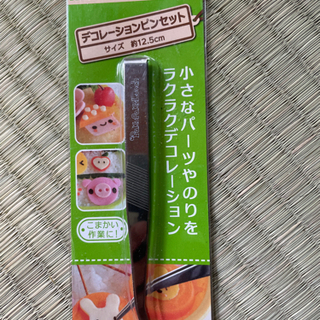 デコレーションピンセット
サイズ 約12.5cm
小さなパーツやのりを
ラクラクデコレーション
こまかい
作業に!